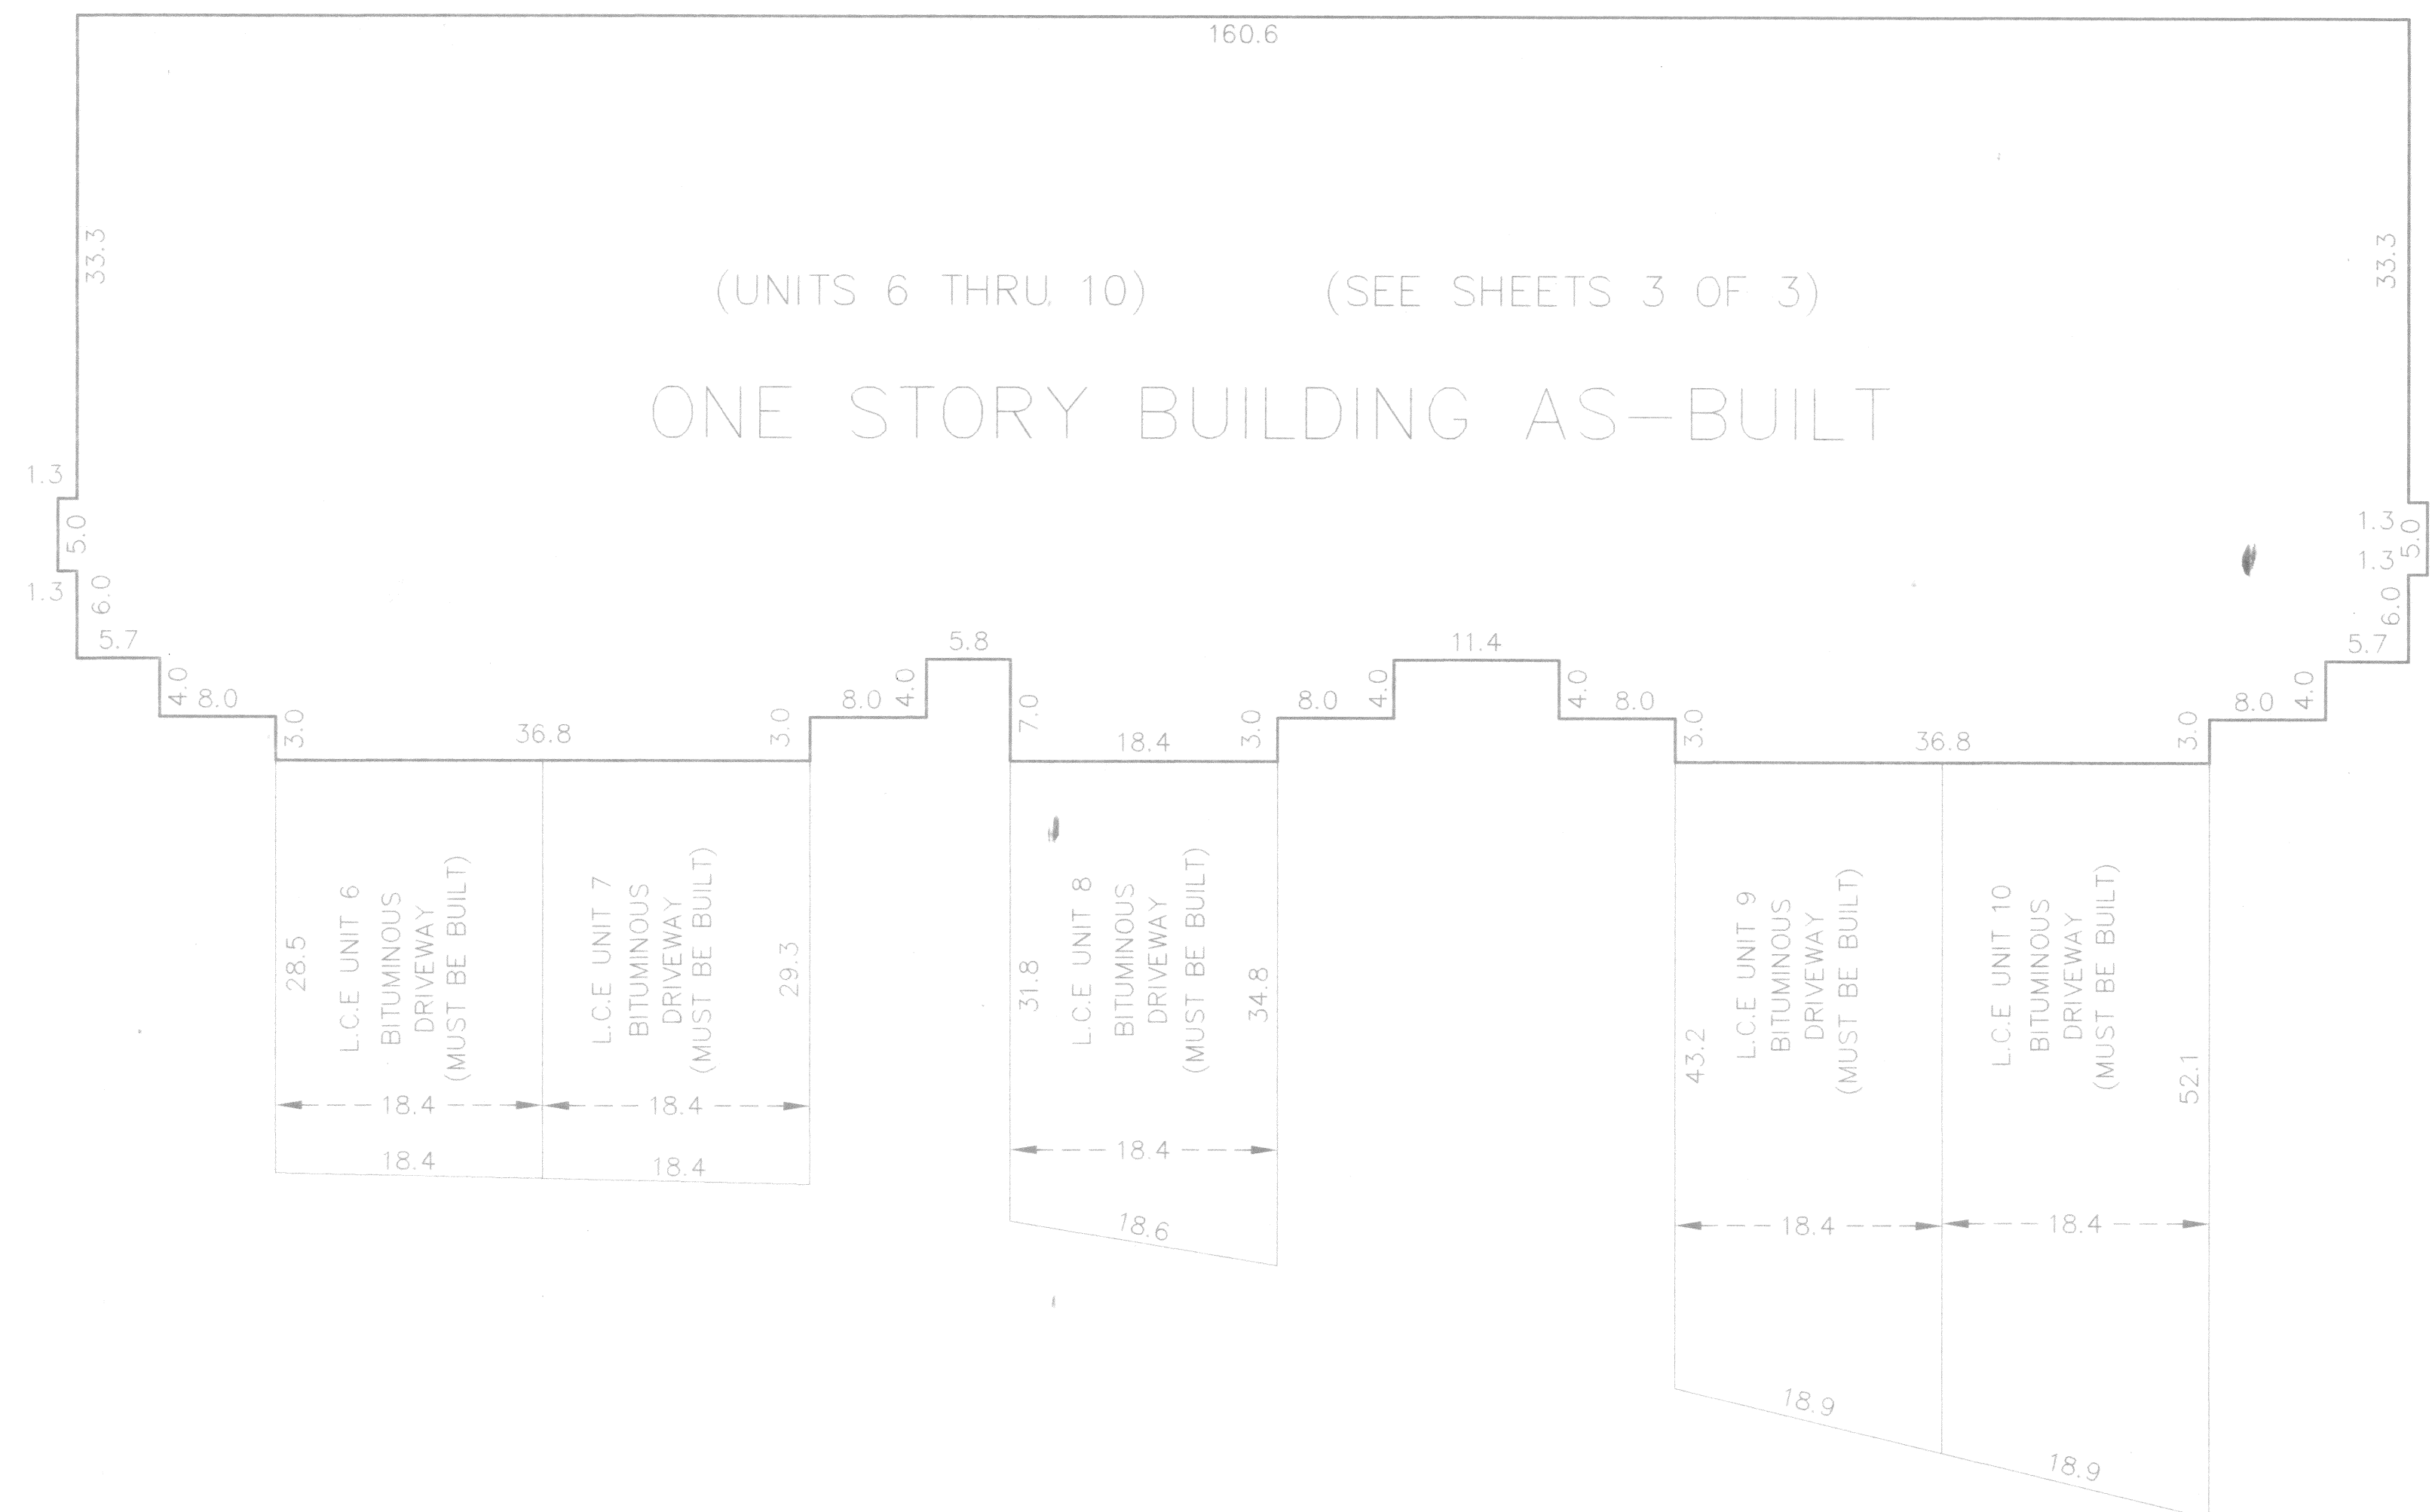 160.6
33.3
33.3
(UNITS 6 THRU 10)
(SEE SHEETS 3 OF 3)
ONE STORY BUILDING AS-BUILT
1.3
5.0
1.3
6.0
1.3
5.0
1.3
6.0
5.7
4.0
8.0
3.0
36.8
3.0
8.0
4.0
5.8
7.0
18.4
3.0
8.0
4.0
11.4
4.0
8.0
3.0
36.8
3.0
8.0
4.0
5.7
28.5
L.C.E UNIT 6
BITUMINOUS
DRIVEWAY
(MUST BE BUILT)
L.C.E UNIT 7
BITUMINOUS
DRIVEWAY
(MUST BE BUILT)
29.3
18.4
18.4
18.4
18.4
31.8
L.C.E UNIT 8
BITUMINOUS
DRIVEWAY
(MUST BE BUILT)
34.8
18.4
18.6
43.2
L.C.E UNIT 9
BITUMINOUS
DRIVEWAY
(MUST BE BUILT)
L.C.E UNIT 10
BITUMINOUS
DRIVEWAY
(MUST BE BUILT)
52.1
18.4
18.4
18.9
18.9